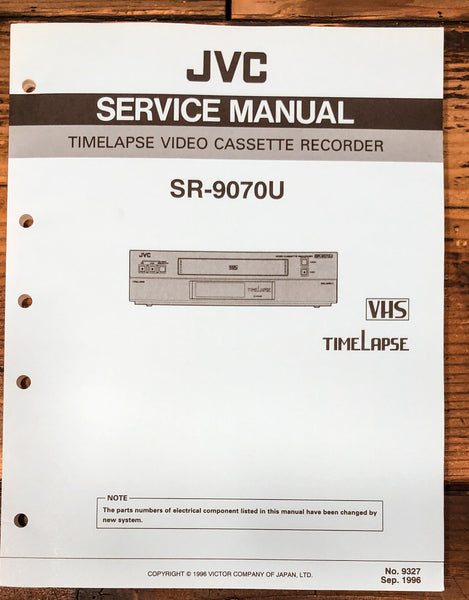 JVC
SERVICE MANUAL
TIMELAPSE VIDEO CASSETTE RECORDER
SR-9070U
JVC
VHS
TIMELAPSE
VHS
TIMELAPSE
NOTE
The parts numbers of electrical component listed in this manual have been changed by
new system.
COPYRIGHT © 1996 VICTOR COMPANY OF JAPAN, LTD.
No. 9327
Sep. 1996